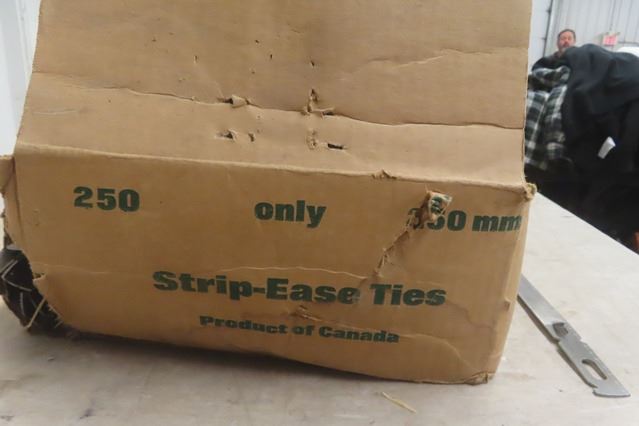 250 only mm
Strip-Ease Ties
Product of Canada